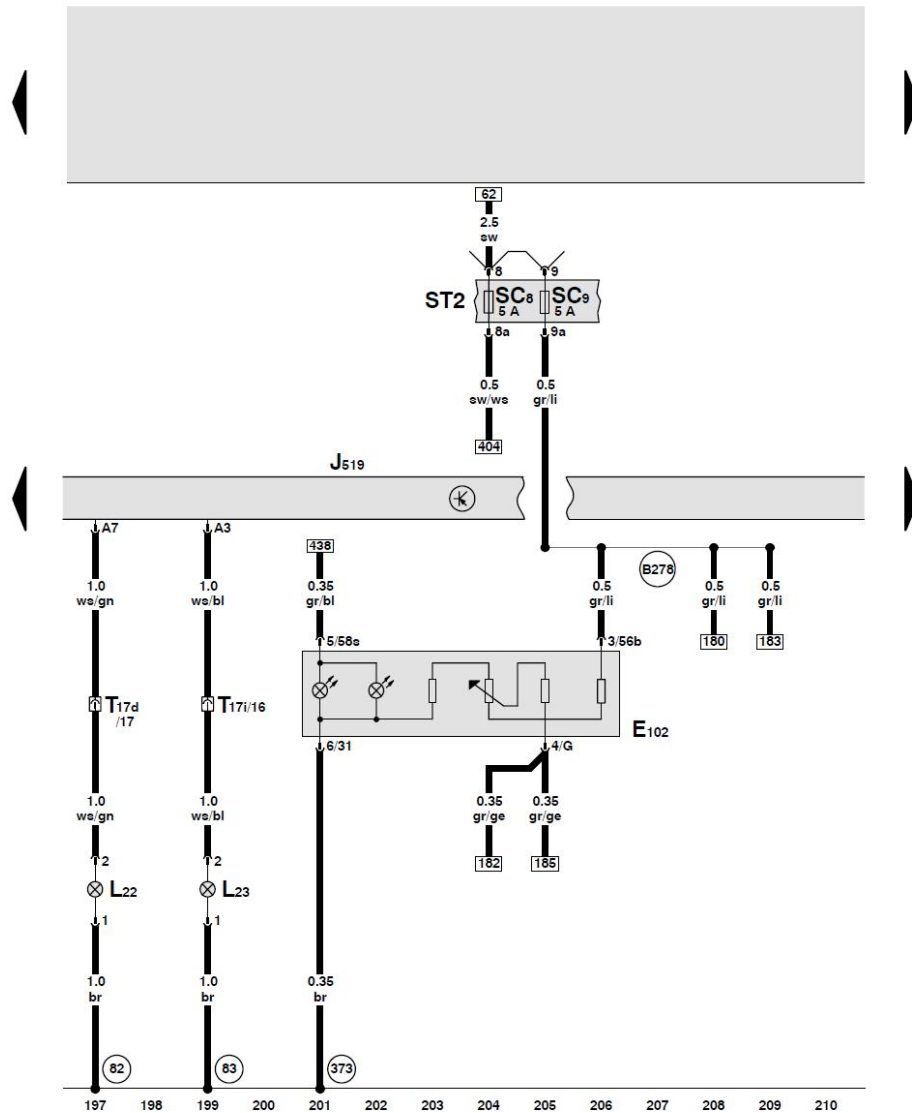 62
2.5
sw
8 9
ST2 SC8 SC9
5 A 5 A
8a 9a
0.5 0.5
sw/ws gr/li
404
J519
A7 A3
438
B278
1.0 1.0 0.35 0.5 0.5 0.5
ws/gn ws/bl gr/bl gr/li gr/li gr/li
5/58s 3/56b 180 183
T17d T17i/16
/17
E102
6/31 4/G
1.0 1.0 0.35 0.35
ws/gn ws/bl gr/ge gr/ge
2 2 182 185
L22 L23
1 1
1.0 1.0 0.35
br br br
82 83 373
197 198 199 200 201 202 203 204 205 206 207 208 209 210